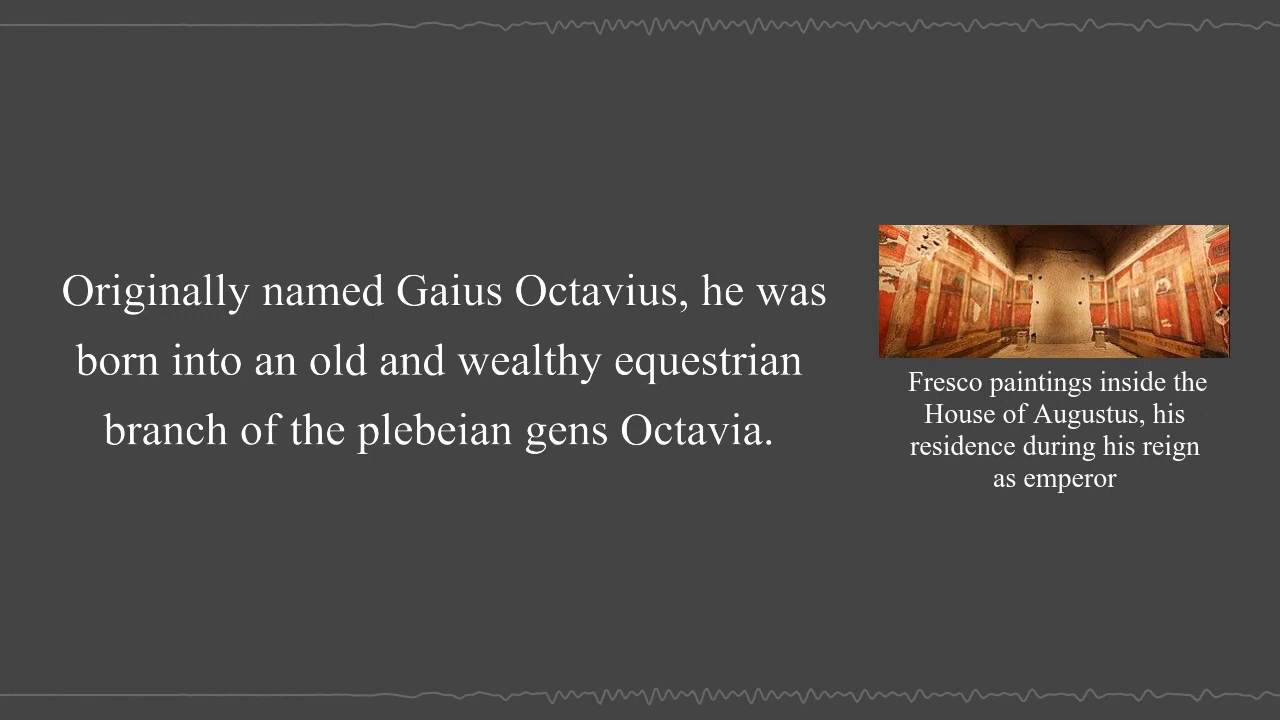 Originally named Gaius Octavius, he was
born into an old and wealthy equestrian
branch of the plebeian gens Octavia.
Fresco paintings inside the
House of Augustus, his
residence during his reign
as emperor